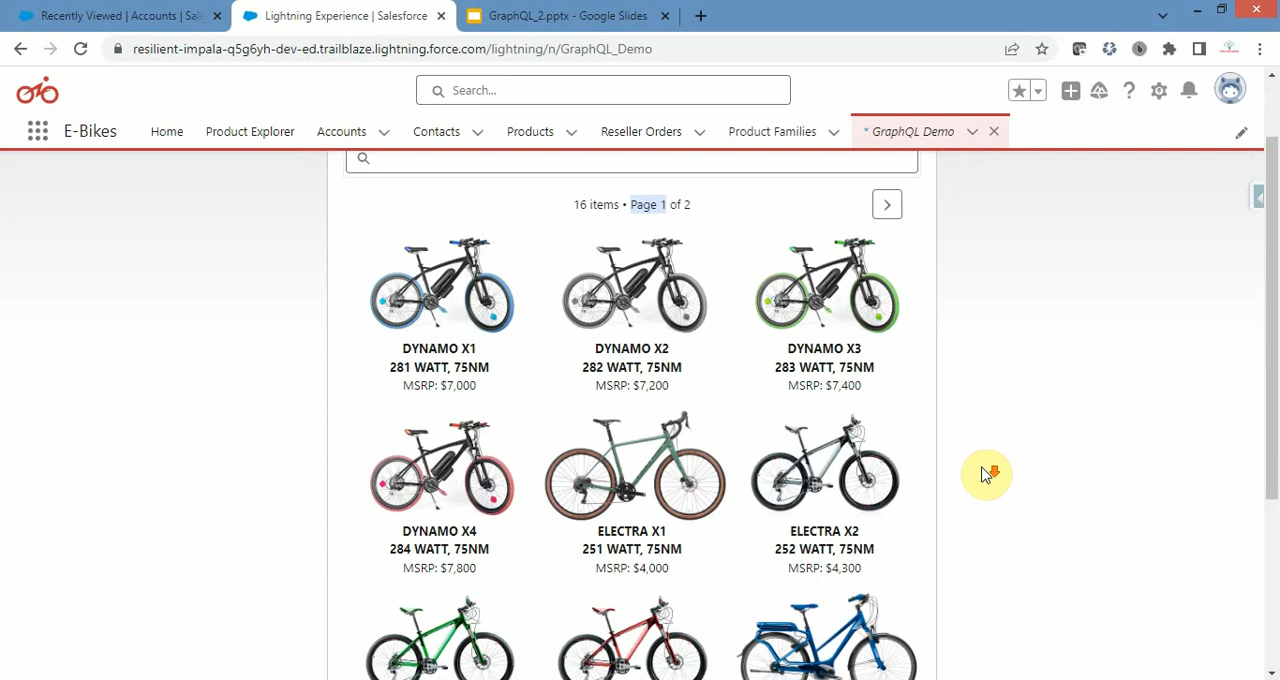 Recently Viewed | Accounts | Sal
Lightning Experience | Salesforce
GraphQL_2.pptx - Google Slides
resilient-impala-q5g6yh-dev-ed.trailblaze.lightning.force.com/lightning/n/GraphQL_Demo
Search...
E-Bikes
Home
Product Explorer
Accounts
Contacts
Products
Reseller Orders
Product Families
* GraphQL Demo
16 items • Page 1 of 2
DYNAMO X1
281 WATT, 75NM
MSRP: $7,000
DYNAMO X2
282 WATT, 75NM
MSRP: $7,200
DYNAMO X3
283 WATT, 75NM
MSRP: $7,400
DYNAMO X4
284 WATT, 75NM
MSRP: $7,800
ELECTRA X1
251 WATT, 75NM
MSRP: $4,000
ELECTRA X2
252 WATT, 75NM
MSRP: $4,300